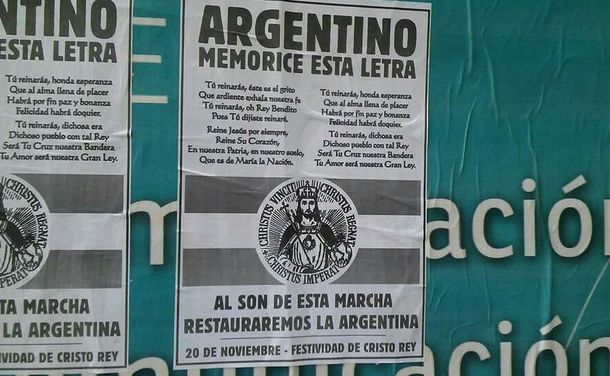 NTINO
ESTA LETRA
Tú reinarás, honda esperanza
Que al alma llena de placer
Habrá por fin paz y bonanza
Felicidad habrá doquier.
Tú reinarás, dichosa era
Dichoso pueblo con tal Rey
Será Tu Cruz nuestra Bandera
Tu Amor será nuestra Gran Ley.
CHRISTUS REGNAT
STA MARCHA
LA ARGENTINA
IVIDAD DE CRISTO REY
ARGENTINO
MEMORICE ESTA LETRA
Tú reinarás, éste es el grito
Que ardiente exhala nuestra fe
Tú reinarás, oh Rey Bendito
Pues Tú dijiste reinaré.
Reine Jesús por siempre,
Reine Su Corazón,
En nuestra Patria, en nuestro suelo,
Que es de María la Nación.
Tú reinarás, honda esperanza
Que al alma llena de placer
Habrá por fin paz y bonanza
Felicidad habrá doquier.
Tú reinarás, dichosa era
Dichoso pueblo con tal Rey
Será Tu Cruz nuestra Bandera
Tu Amor será nuestra Gran Ley.
CHRISTUS VINCIT
CHRISTUS REGNAT
CHRISTUS IMPERAT
AL SON DE ESTA MARCHA
RESTAURAREMOS LA ARGENTINA
20 DE NOVIEMBRE - FESTIVIDAD DE CRISTO REY
m
ación
m
nicación